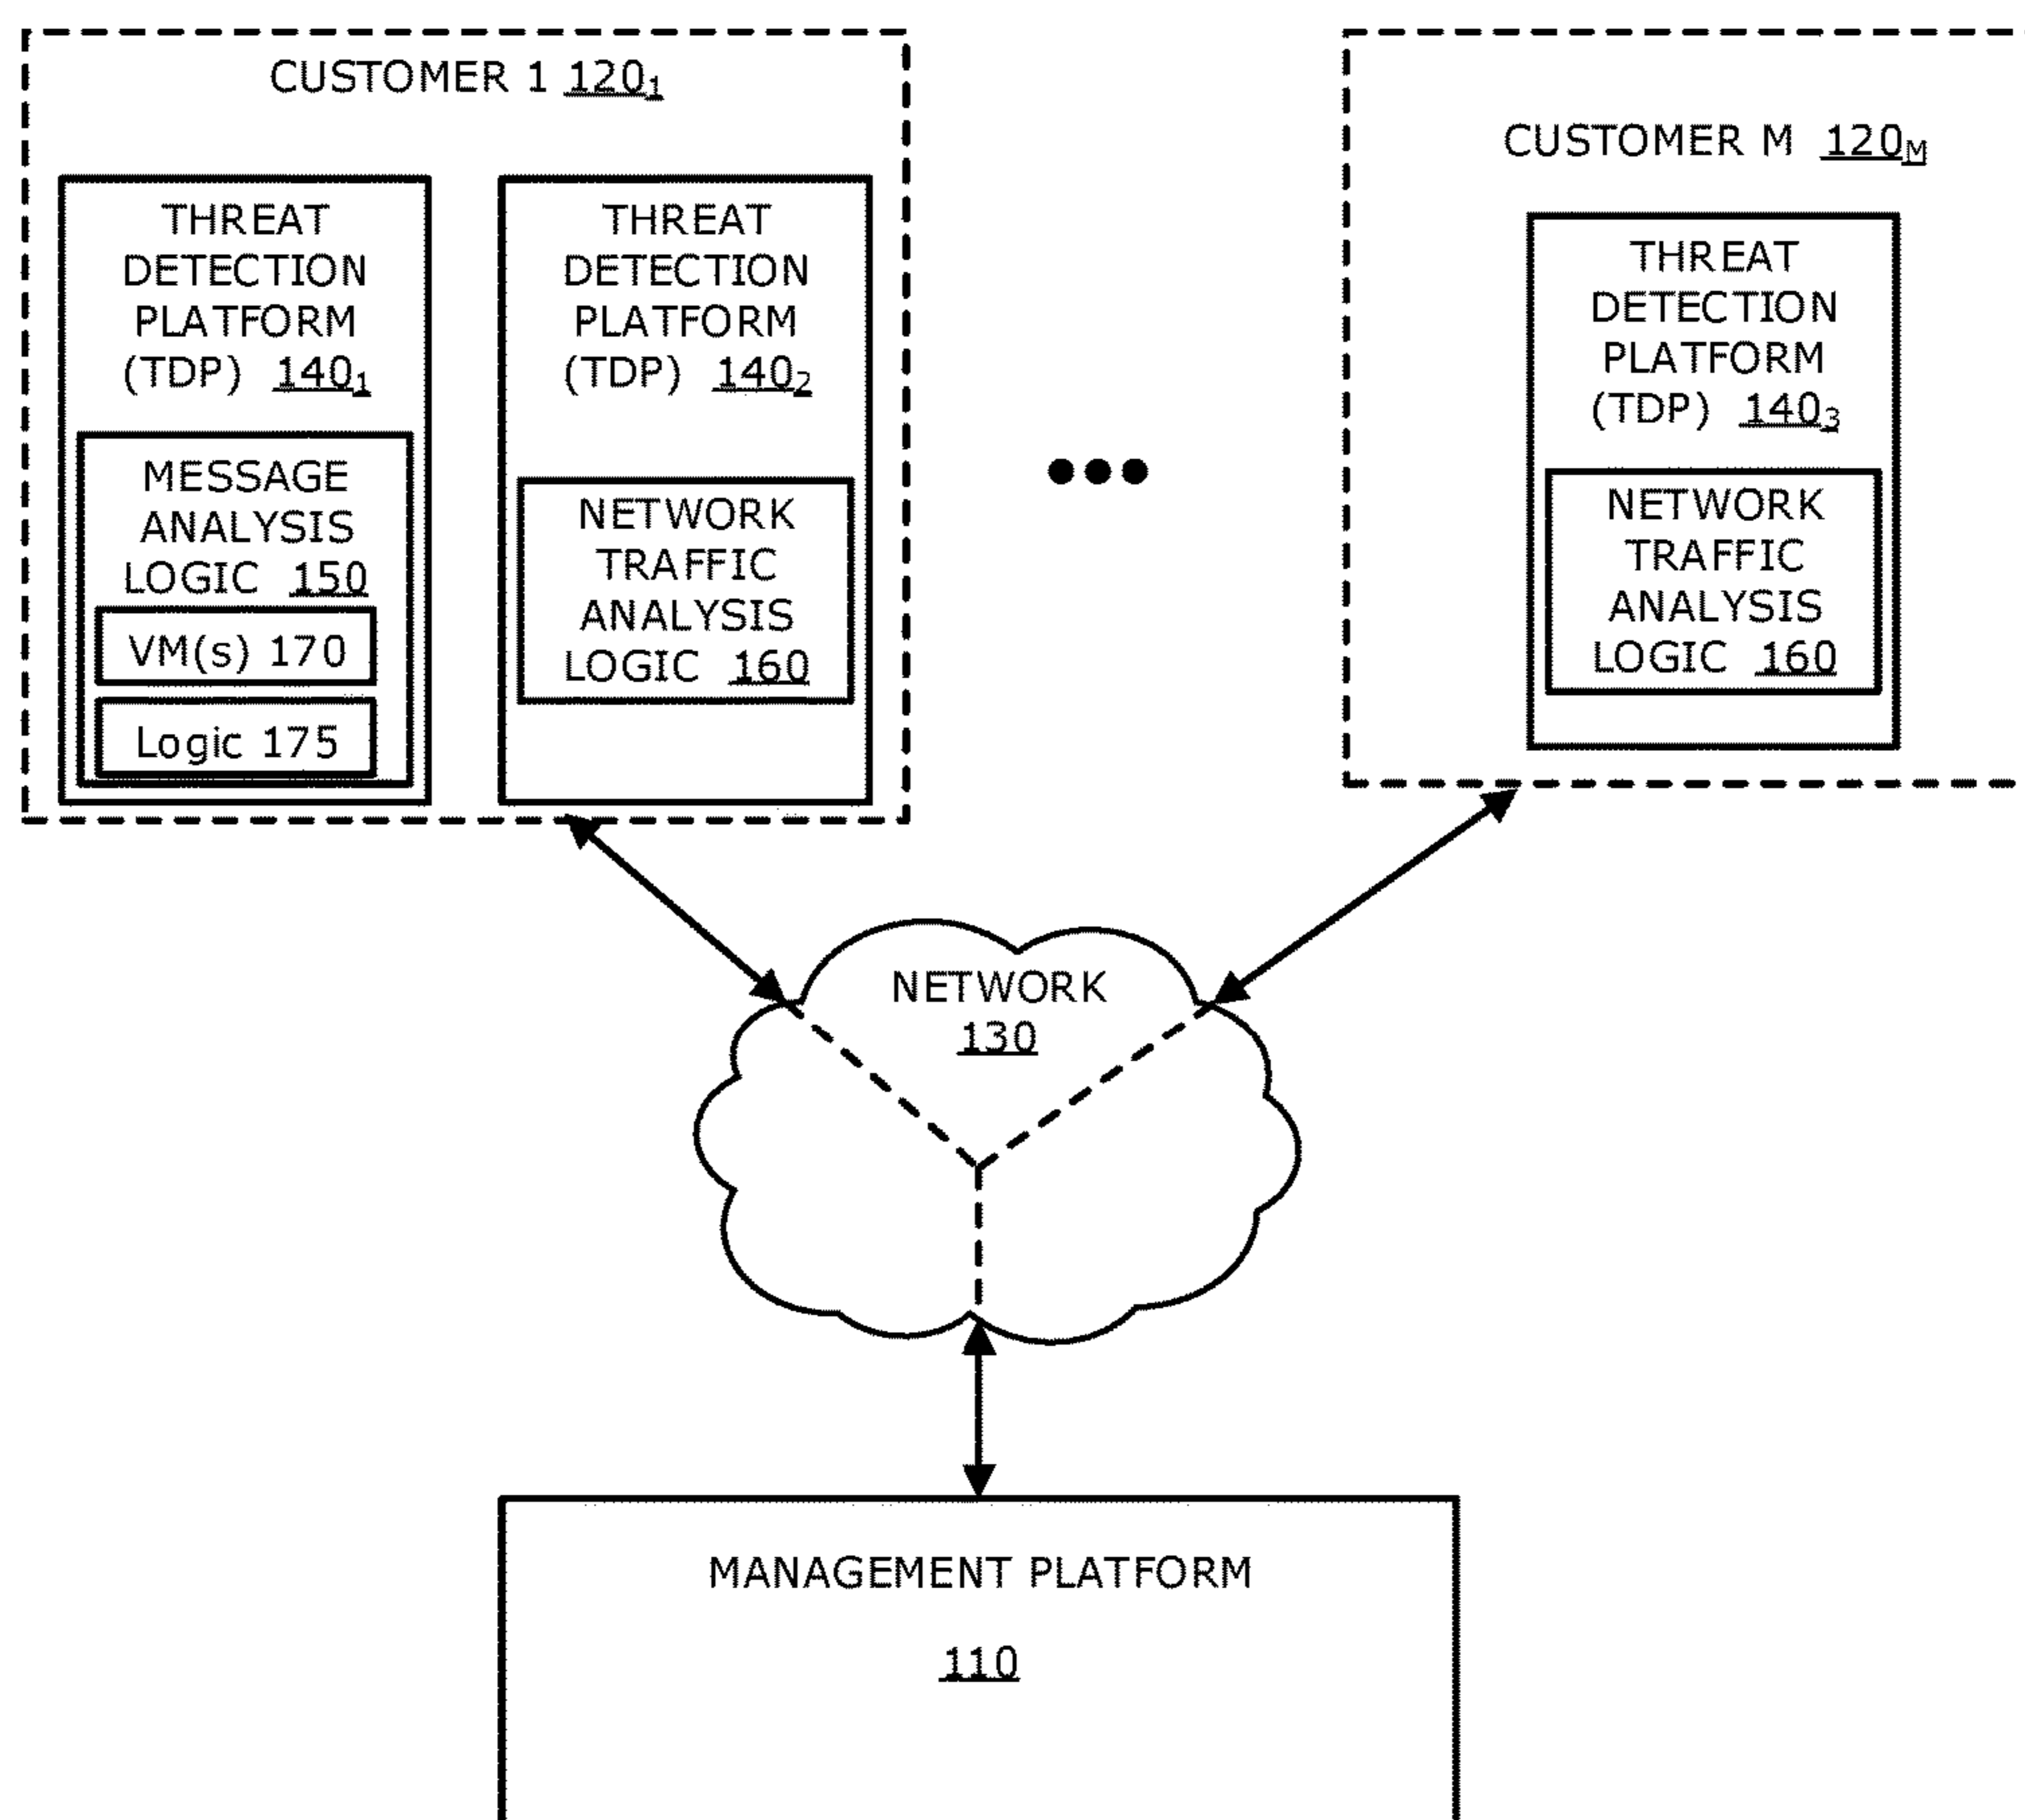 CUSTOMER 1 120₁
THREAT
DETECTION
PLATFORM
(TDP) 140₁
MESSAGE
ANALYSIS
LOGIC 150
VM(s) 170
Logic 175
THREAT
DETECTION
PLATFORM
(TDP) 140₂
NETWORK
TRAFFIC
ANALYSIS
LOGIC 160
•••
CUSTOMER M 120M
THREAT
DETECTION
PLATFORM
(TDP) 140₃
NETWORK
TRAFFIC
ANALYSIS
LOGIC 160
NETWORK
130
MANAGEMENT PLATFORM
110